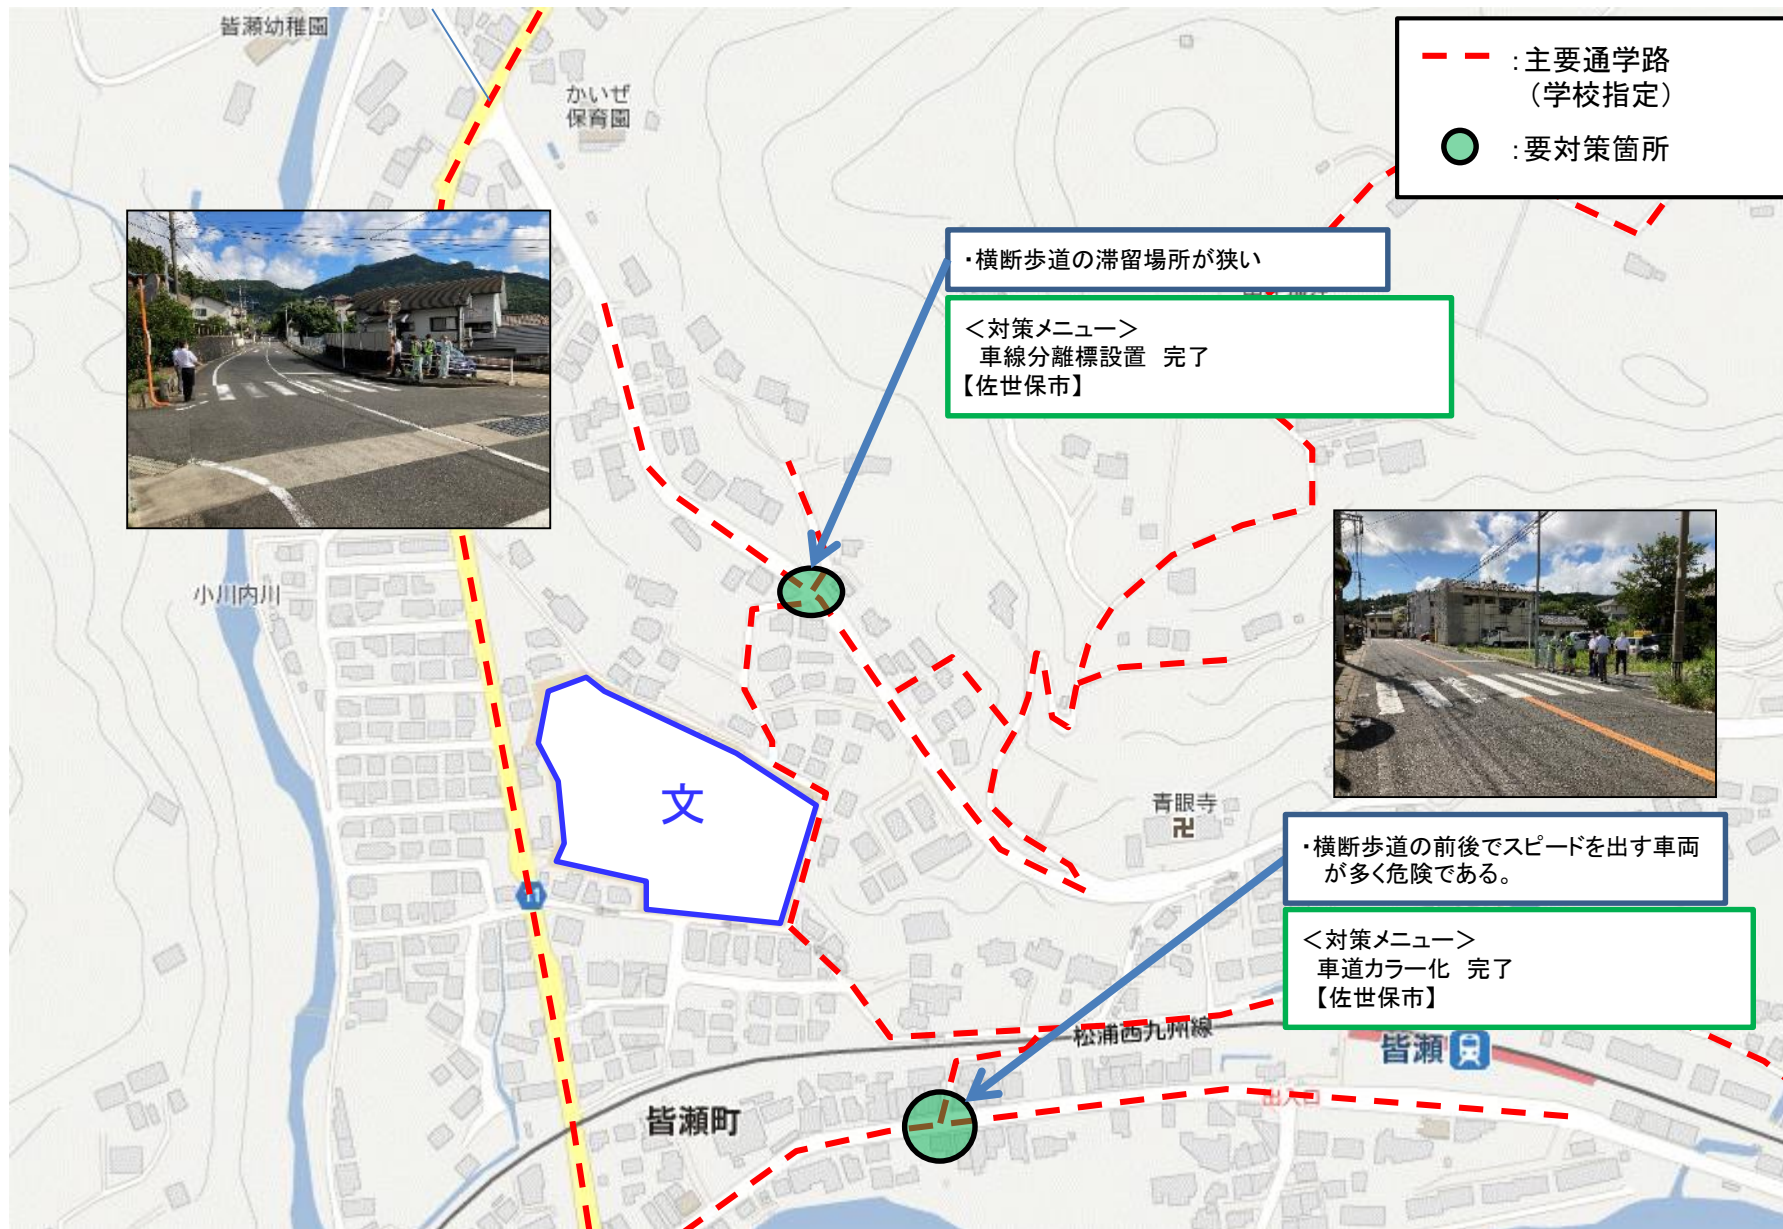 皆瀬幼稚園
かいぜ
保育園
：主要通学路
（学校指定）
：要対策箇所
・横断歩道の滞留場所が狭い
＜対策メニュー＞
車線分離標設置　完了
【佐世保市】
小川内川
文
青眼寺
・横断歩道の前後でスピードを出す車両
が多く危険である。
＜対策メニュー＞
車道カラー化　完了
【佐世保市】
11
松浦西九州線
皆瀬
出入口
皆瀬町